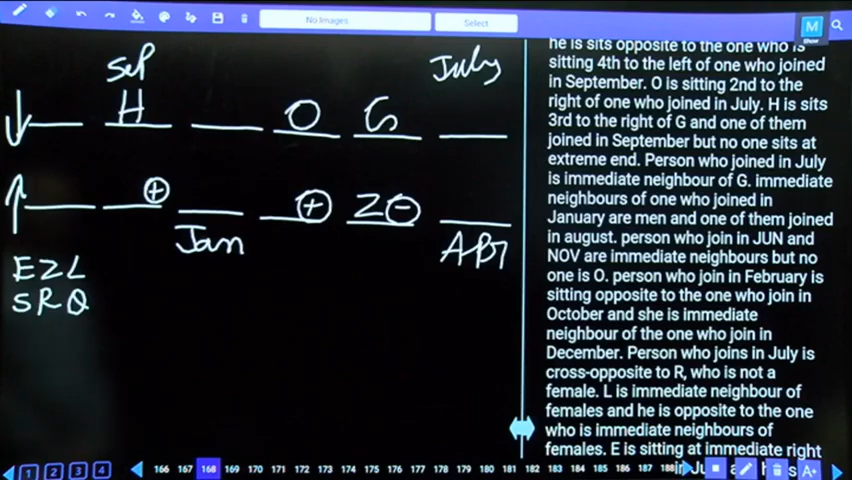 No.Images
Select
M
Show
Sep
July
H
O
G
+
+
Z
-
Jan
APr
E Z L
S R Q
he is sits opposite to the one who is
sitting 4th to the left of one who joined
in September. O is sitting 2nd to the
right of one who joined in July. H is sits
3rd to the right of G and one of them
joined in September but no one sits at
extreme end. Person who joined in July
is immediate neighbour of G. immediate
neighbours of one who joined in
January are men and one of them joined
in august. person who join in JUN and
NOV are immediate neighbours but no
one is O. person who join in February is
sitting opposite to the one who join in
October and she is immediate
neighbour of the one who join in
December. Person who joins in July is
cross-opposite to R, who is not a
female. L is immediate neighbour of
females and he is opposite to the one
who is immediate neighbours of
females. E is sitting at immediate right
1 2 3 4 166 167 168 169 170 171 172 173 174 175 176 177 178 179 180 181 182 183 184 185 186 187 188 A+